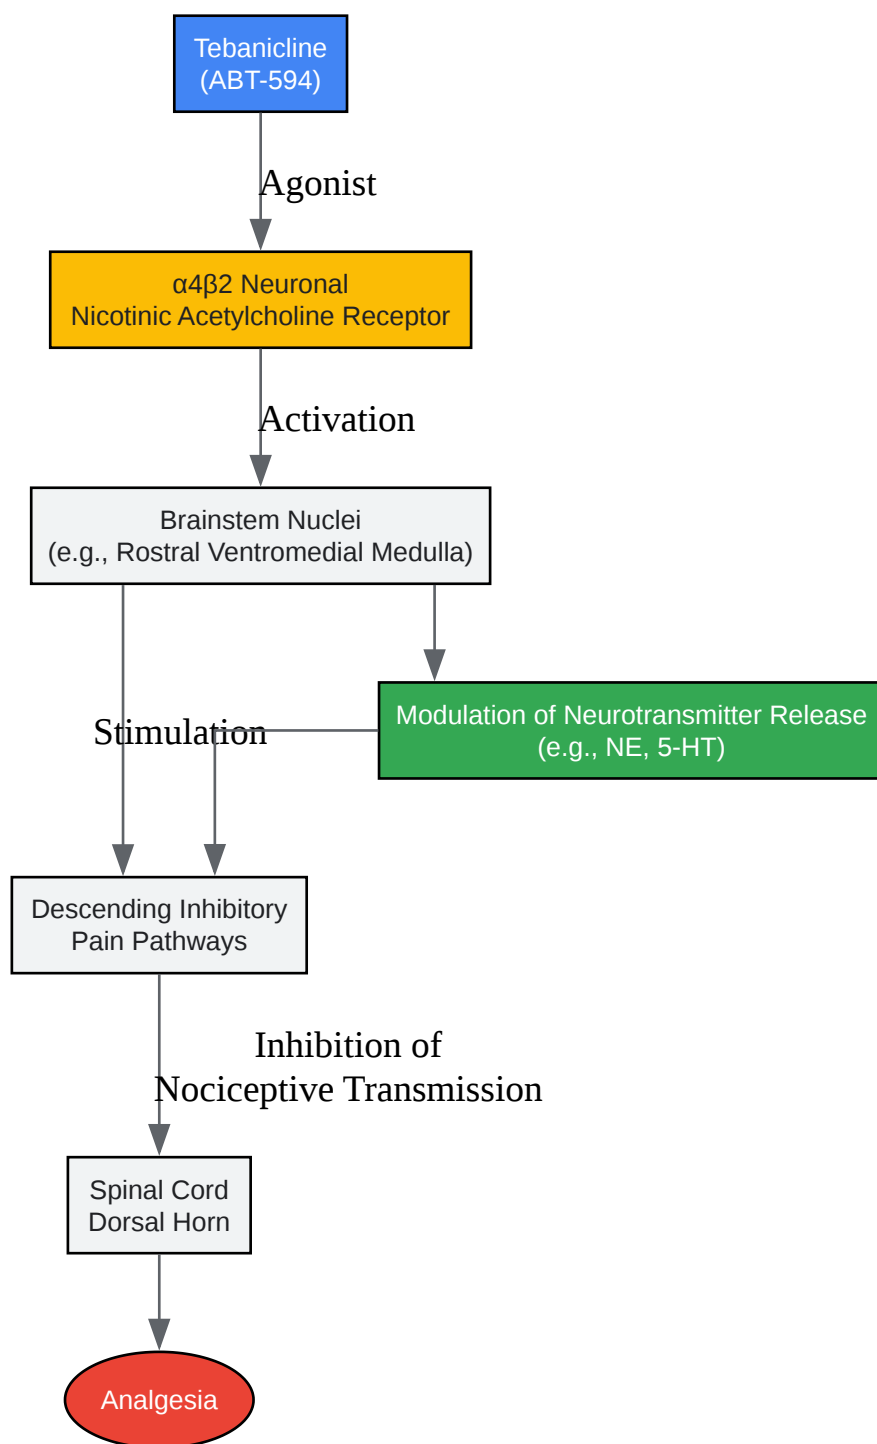 Tebanicline
(ABT-594)
Agonist
α4β2 Neuronal
Nicotinic Acetylcholine Receptor
Activation
Brainstem Nuclei
(e.g., Rostral Ventromedial Medulla)
Modulation of Neurotransmitter Release
(e.g., NE, 5-HT)
Stimulation
Descending Inhibitory
Pain Pathways
Inhibition of
Nociceptive Transmission
Spinal Cord
Dorsal Horn
Analgesia